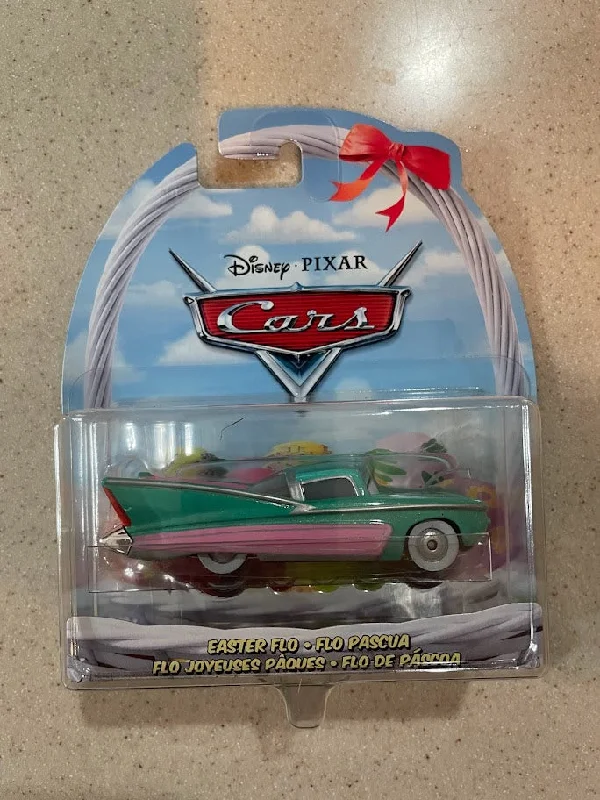 Disney · PIXAR
Cars
EASTER FLO • FLO PASCUA
FLO JOYEUSES PÂQUES • FLO DE PÁSCOA